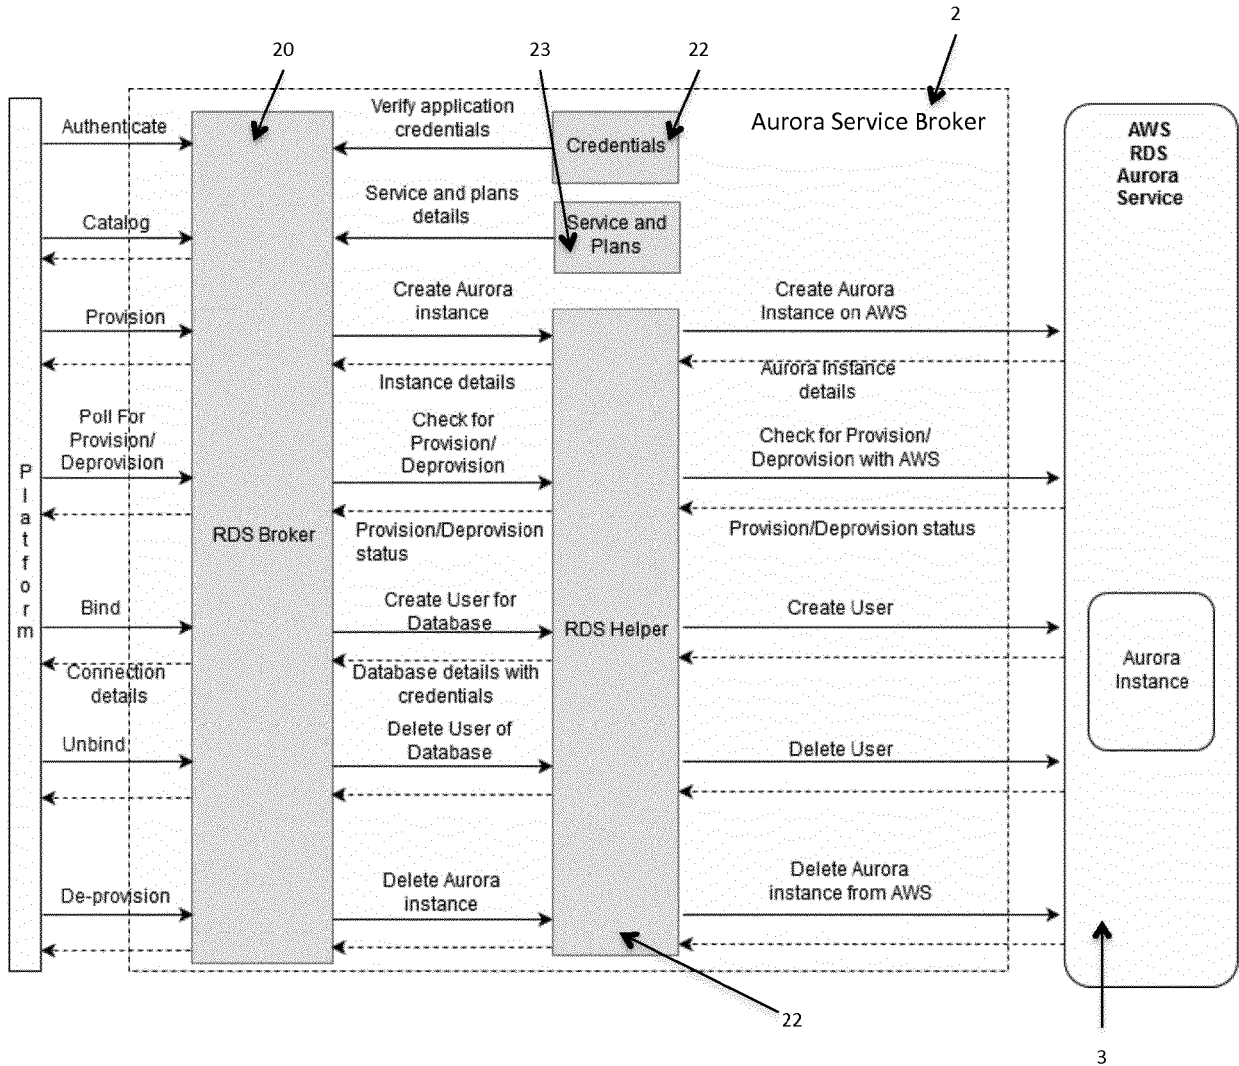 2
20
23
22
Aurora Service Broker
Authenticate
Verify application
credentials
Credentials
AWS
RDS
Aurora
Service
Catalog
Service and plans
details
Service and
Plans
Provision
Create Aurora
instance
Create Aurora
Instance on AWS
Instance details
Aurora Instance
details
Poll For
Provision/
Deprovision
Check for
Provision/
Deprovision
Check for Provision/
Deprovision with AWS
Platform
RDS Broker
Provision/Deprovision
status
Provision/Deprovision status
Bind
Create User for
Database
RDS Helper
Create User
Connection
details
Database details with
credentials
Aurora
Instance
Unbind
Delete User of
Database
Delete User
De-provision
Delete Aurora
instance
Delete Aurora
instance from AWS
22
3